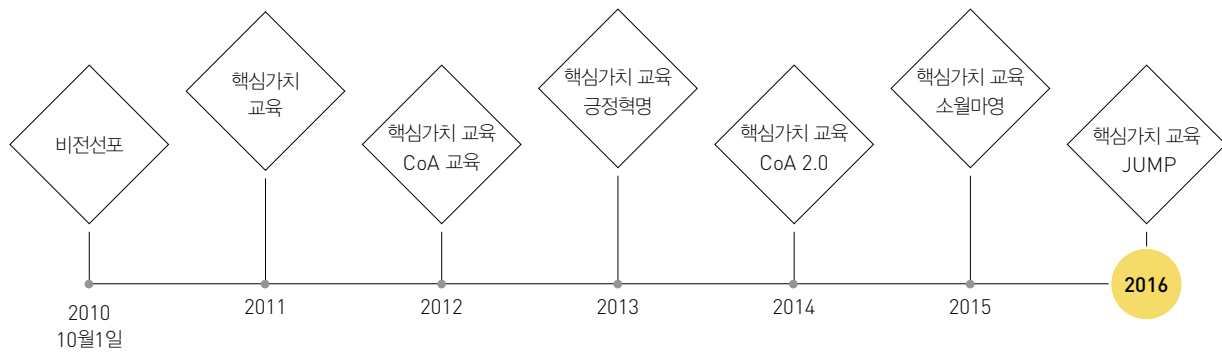 비전선포
핵심가치
교육
핵심가치 교육
CoA 교육
핵심가치 교육
긍정혁명
핵심가치 교육
CoA 2.0
핵심가치 교육
소월마영
핵심가치 교육
JUMP
2010
10월1일
2011
2012
2013
2014
2015
2016